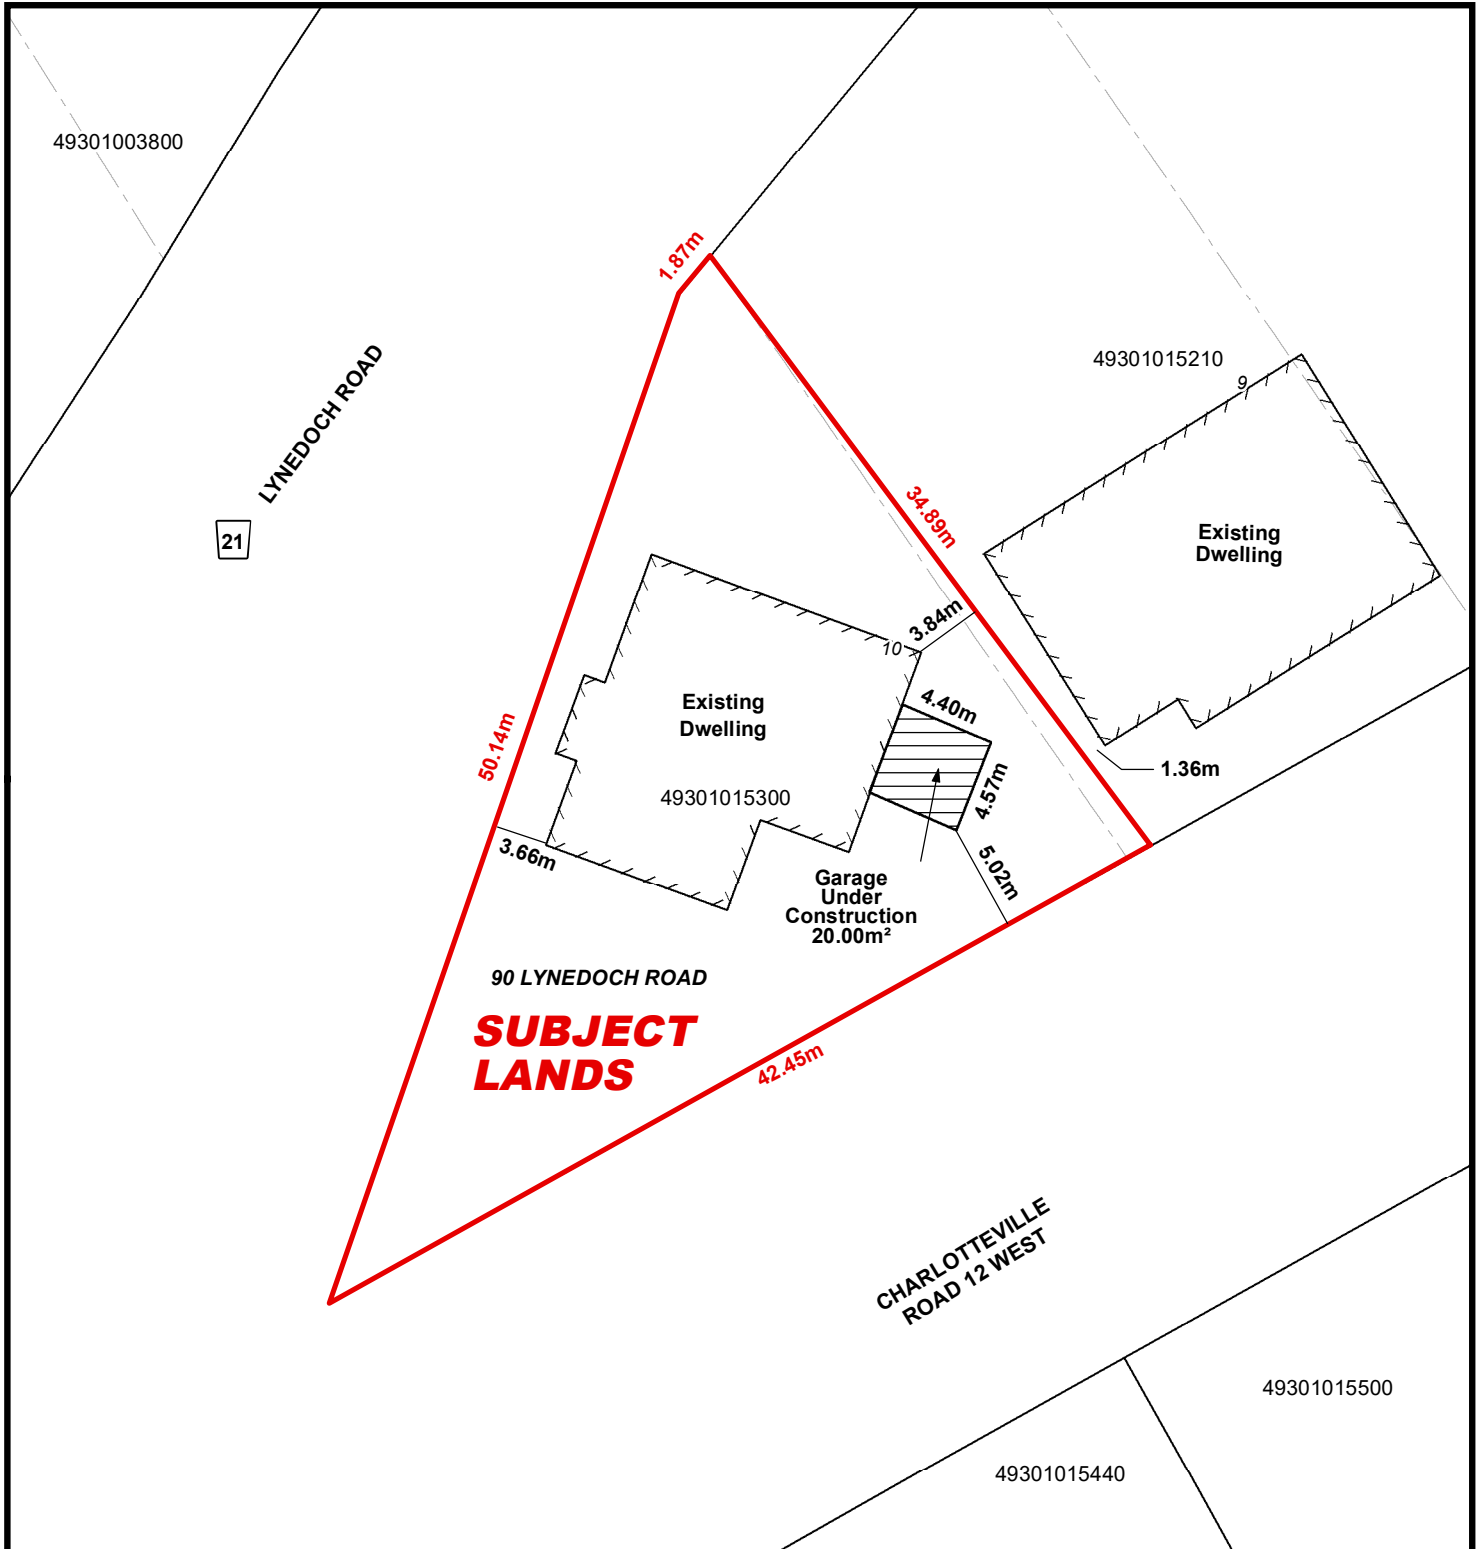 49301003800
1.87m
LYNEDOCH ROAD
21
49301015210
9
34.89m
Existing
Dwelling
3.84m
10
4.40m
Existing
Dwelling
50.14m
1.36m
4.57m
49301015300
3.66m
5.02m
Garage
Under
Construction
20.00m²
90 LYNEDOCH ROAD
SUBJECT
LANDS
42.45m
CHARLOTTEVILLE
ROAD 12 WEST
49301015500
49301015440